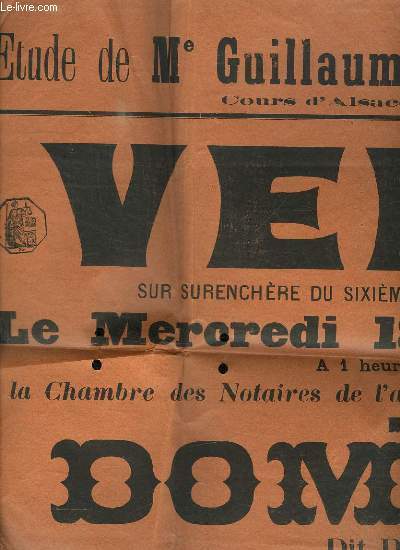 Le-livre.com
Etude de Me Guillaum
Cours d'Alsac
VE
SUR SURENCHÈRE DU SIXIÈM
Le Mercredi 1
A 1 heur
la Chambre des Notaires de l'a
DOM
Dit